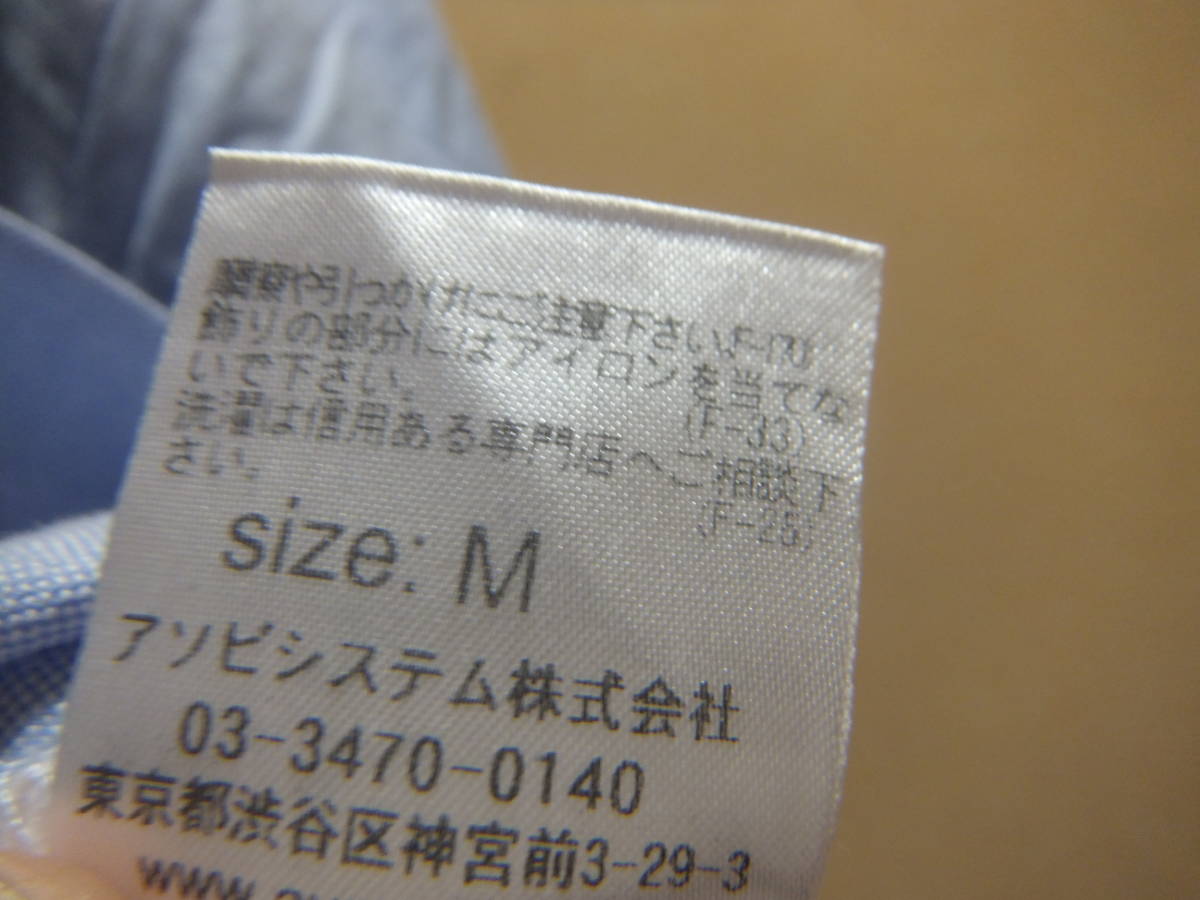 摩擦や引っかけにご注意下さい(F-17)
飾りの部分にはアイロンを当てな
いで下さい。 (F-33)
洗濯は信用ある専門店へご相談下
さい。 (F-25)
size: M
アソビシステム株式会社
03-3470-0140
東京都渋谷区神宮前3-29-3